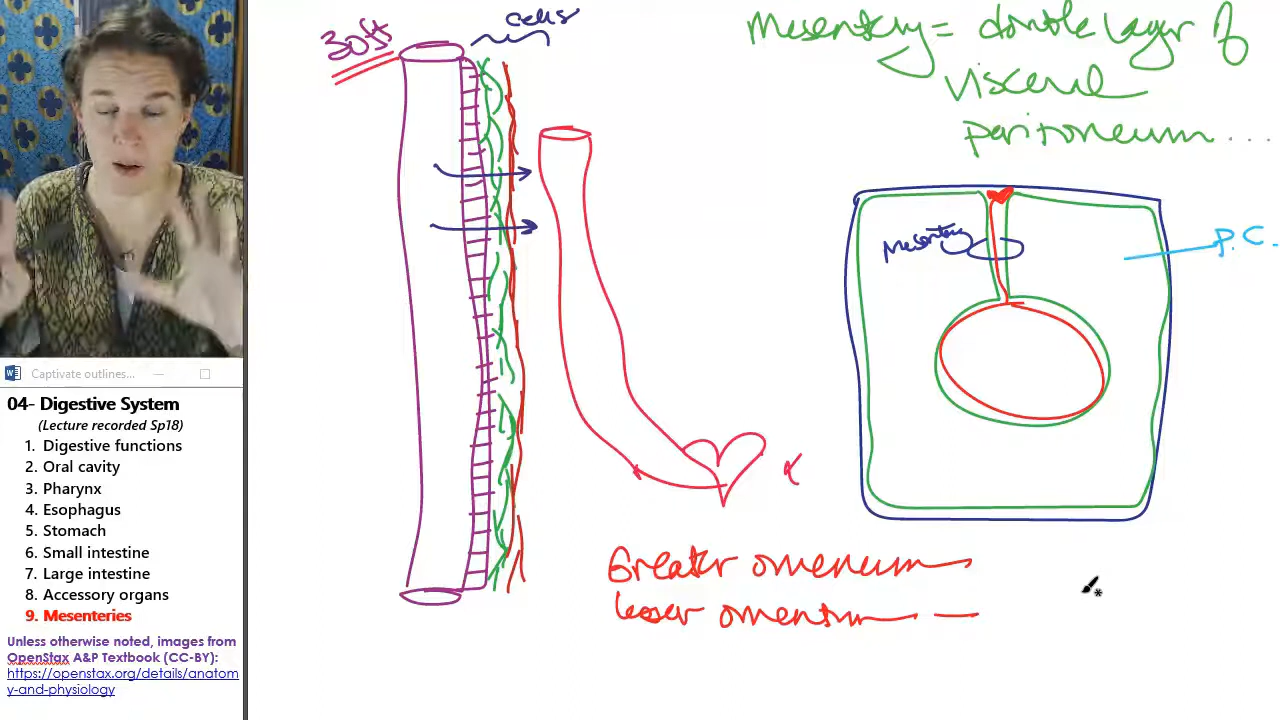 30ft
cells
Mesentery = double layer of
visceral
peritoneum ...
Mesentery
P.C.
Greater omenum
lesser omentum
Captivate outlines...
04- Digestive System
(Lecture recorded Sp18)
1. Digestive functions
2. Oral cavity
3. Pharynx
4. Esophagus
5. Stomach
6. Small intestine
7. Large intestine
8. Accessory organs
9. Mesenteries
Unless otherwise noted, images from
OpenStax A&P Textbook (CC-BY):
https://openstax.org/details/anatom
y-and-physiology